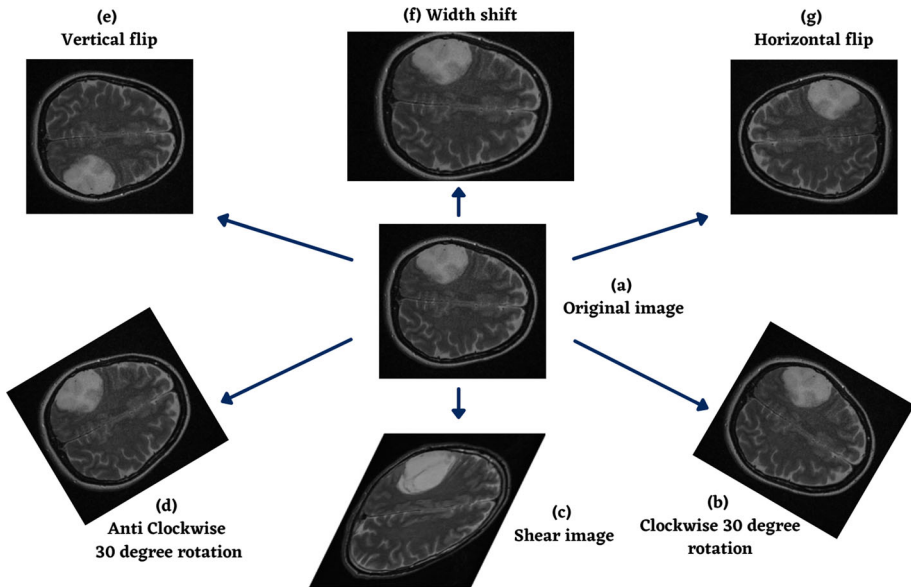 (e)
Vertical flip
(f) Width shift
(g)
Horizontal flip
(a)
Original image
(d)
Anti Clockwise
30 degree rotation
(c)
Shear image
(b)
Clockwise 30 degree
rotation